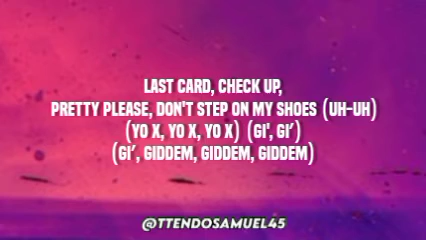 LAST CARD, CHECK UP,
PRETTY PLEASE, DON'T STEP ON MY SHOES (UH-UH)
(YO X, YO X, YO X) (GI', GI')
(GI', GIDDEM, GIDDEM, GIDDEM)
@TTENDOSAMUEL45